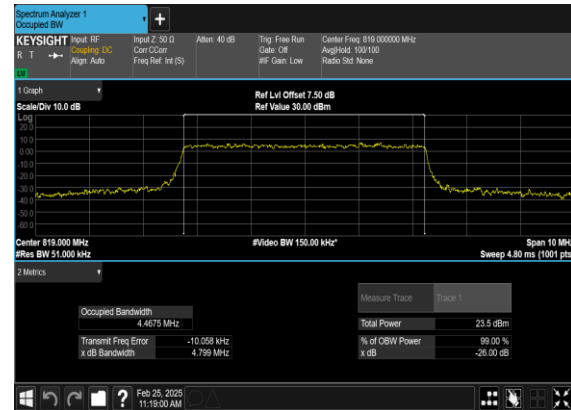 Spectrum Analyzer 1
Occupied BW
+
KEYSIGHT Input: RF Input Z: 50 Ω Atten: 40 dB Trig: Free Run Center Freq: 819.000000 MHz
R T Coupling: DC Corr CCorr Gate: Off Avg|Hold: 100/100
Align: Auto Freq Ref: Int (S) #IF Gain: Low Radio Std: None
1 Graph
Ref Lvl Offset 7.50 dB
Scale/Div 10.0 dB Ref Value 30.00 dBm
Log
20.0
10.0
0.00
-10.0
-20.0
-30.0
-40.0
-50.0
-60.0
Center 819.000 MHz #Video BW 150.00 kHz* Span 10 MHz
#Res BW 51.000 kHz Sweep 4.80 ms (1001 pts
2 Metrics
Measure Trace Trace 1
Occupied Bandwidth
4.4675 MHz Total Power 23.5 dBm
Transmit Freq Error -10.058 kHz % of OBW Power 99.00 %
x dB Bandwidth 4.799 MHz x dB -26.00 dB
? Feb 25, 2025
11:19:00 AM